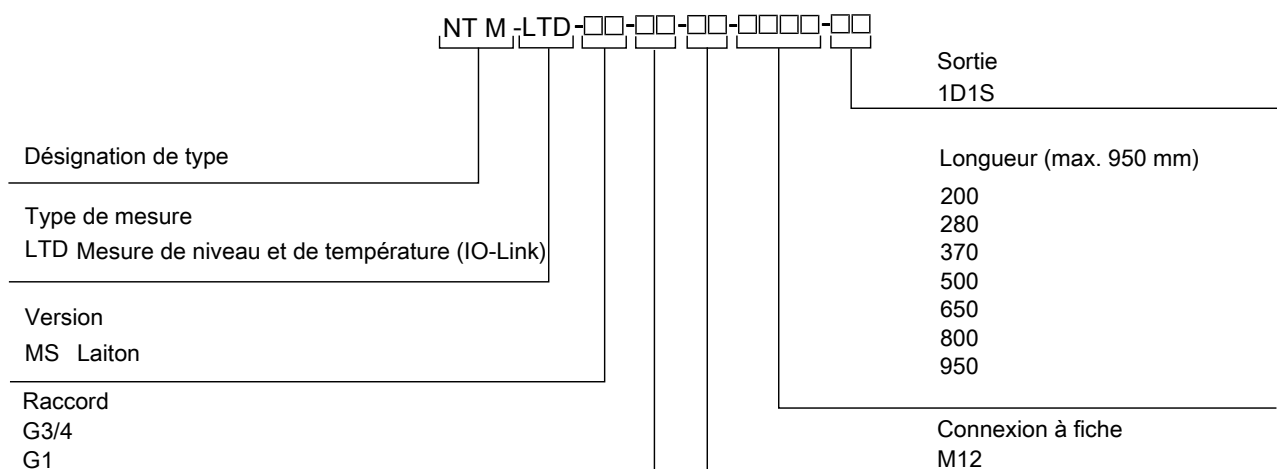 NT M -LTD-□□-□□-□□-□□□□-□□
Désignation de type
Type de mesure
LTD Mesure de niveau et de température (IO-Link)
Version
MS Laiton
Raccord
G3/4
G1
Sortie
1D1S
Longueur (max. 950 mm)
200
280
370
500
650
800
950
Connexion à fiche
M12